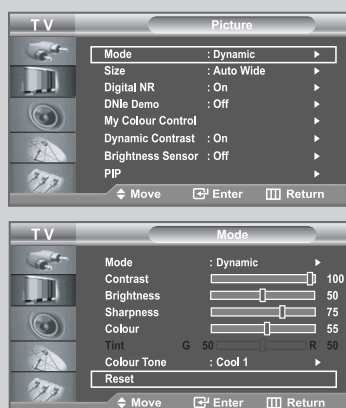 TV Picture
Mode : Dynamic
Size : Auto Wide
Digital NR : On
DNIe Demo : Off
My Colour Control
Dynamic Contrast : On
Brightness Sensor : Off
PIP
Move Enter Return
TV Mode
Mode : Dynamic
Contrast 100
Brightness 50
Sharpness 75
Colour 55
Tint G 50 R 50
Colour Tone : Cool 1
Reset
Move Enter Return